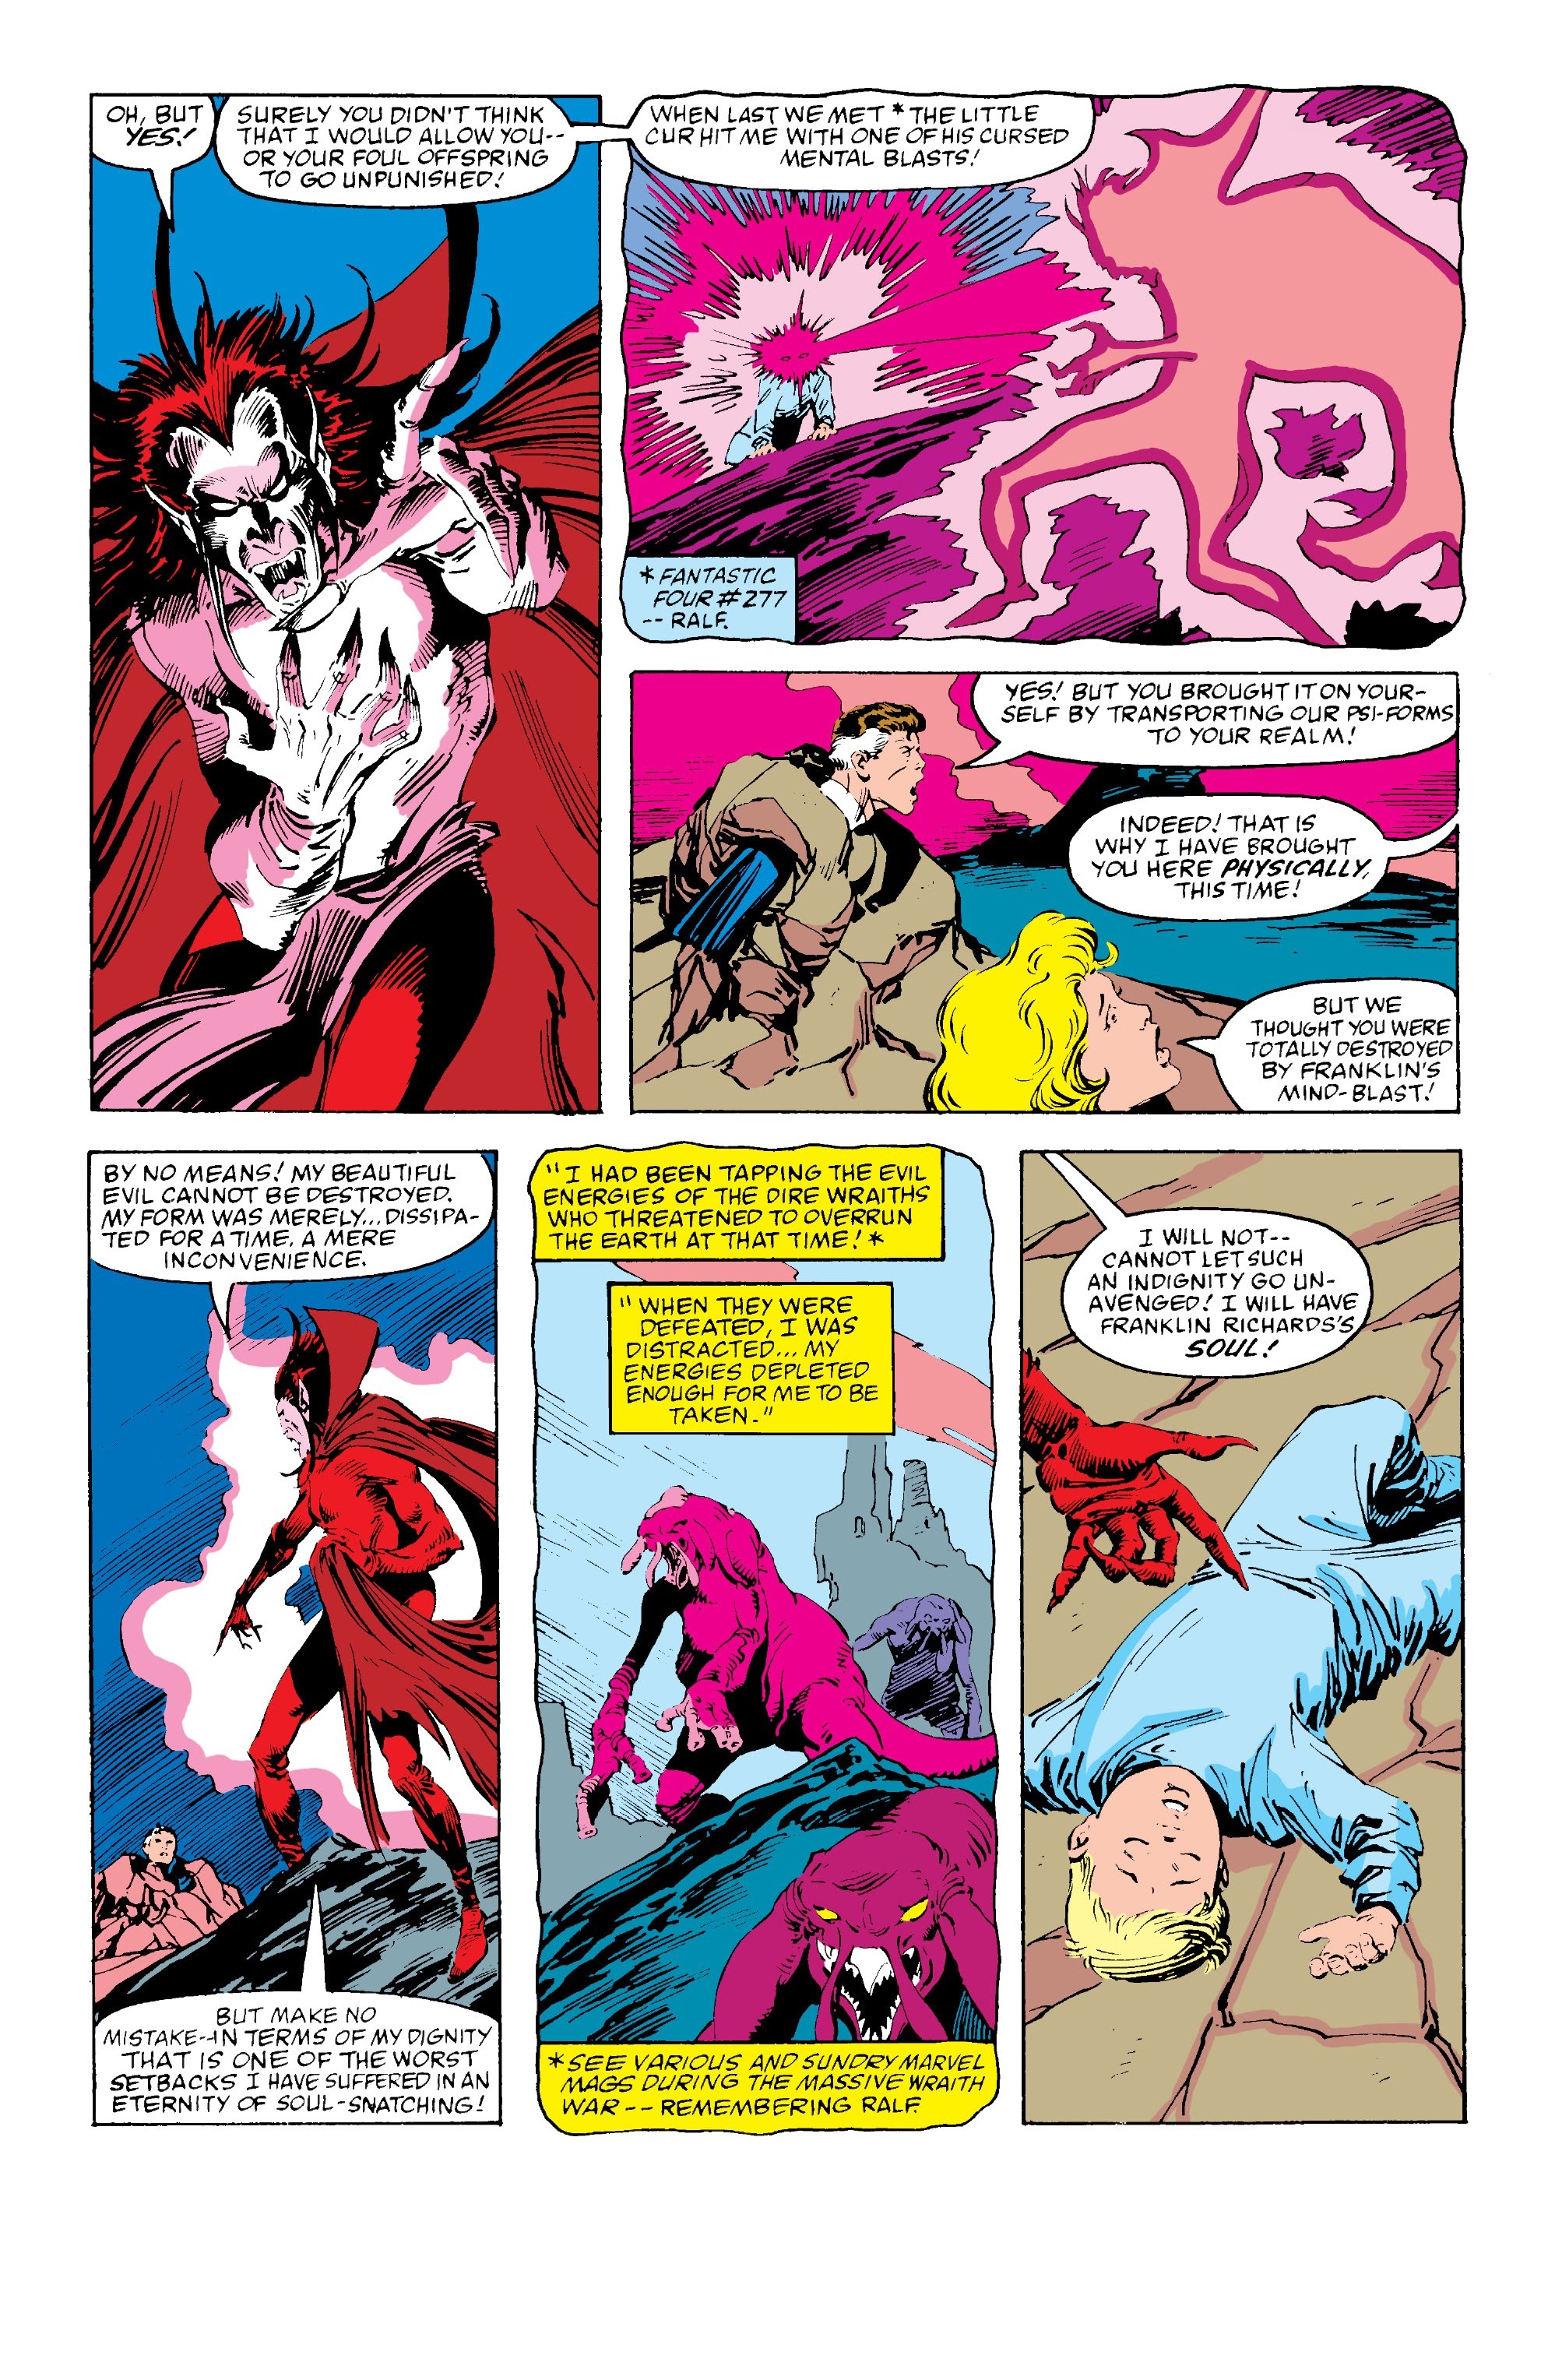 OH, BUT
YES!
SURELY YOU DIDN'T THINK
THAT I WOULD ALLOW YOU--
OR YOUR FOUL OFFSPRING
TO GO UNPUNISHED!
WHEN LAST WE MET * THE LITTLE
CUR HIT ME WITH ONE OF HIS CURSED
MENTAL BLASTS!
* FANTASTIC
FOUR #277
-- RALF.
YES! BUT YOU BROUGHT IT ON YOUR-
SELF BY TRANSPORTING OUR PSI-FORMS
TO YOUR REALM!
INDEED! THAT IS
WHY I HAVE BROUGHT
YOU HERE PHYSICALLY,
THIS TIME!
BUT WE
THOUGHT YOU WERE
TOTALLY DESTROYED
BY FRANKLIN'S
MIND-BLAST!
BY NO MEANS! MY BEAUTIFUL
EVIL CANNOT BE DESTROYED.
MY FORM WAS MERELY... DISSIPA-
TED FOR A TIME, A MERE
INCONVENIENCE.
BUT MAKE NO
MISTAKE--IN TERMS OF MY DIGNITY
THAT IS ONE OF THE WORST
SETBACKS I HAVE SUFFERED IN AN
ETERNITY OF SOUL-SNATCHING!
"I HAD BEEN TAPPING THE EVIL
ENERGIES OF THE DIRE WRAITHS
WHO THREATENED TO OVERRUN
THE EARTH AT THAT TIME! *
"WHEN THEY WERE
DEFEATED, I WAS
DISTRACTED... MY
ENERGIES DEPLETED
ENOUGH FOR ME TO BE
TAKEN."
* SEE VARIOUS AND SUNDRY MARVEL
MAGS DURING THE MASSIVE WRAITH
WAR -- REMEMBERING RALF.
I WILL NOT--
CANNOT LET SUCH
AN INDIGNITY GO UN-
AVENGED! I WILL HAVE
FRANKLIN RICHARDS'S
SOUL!